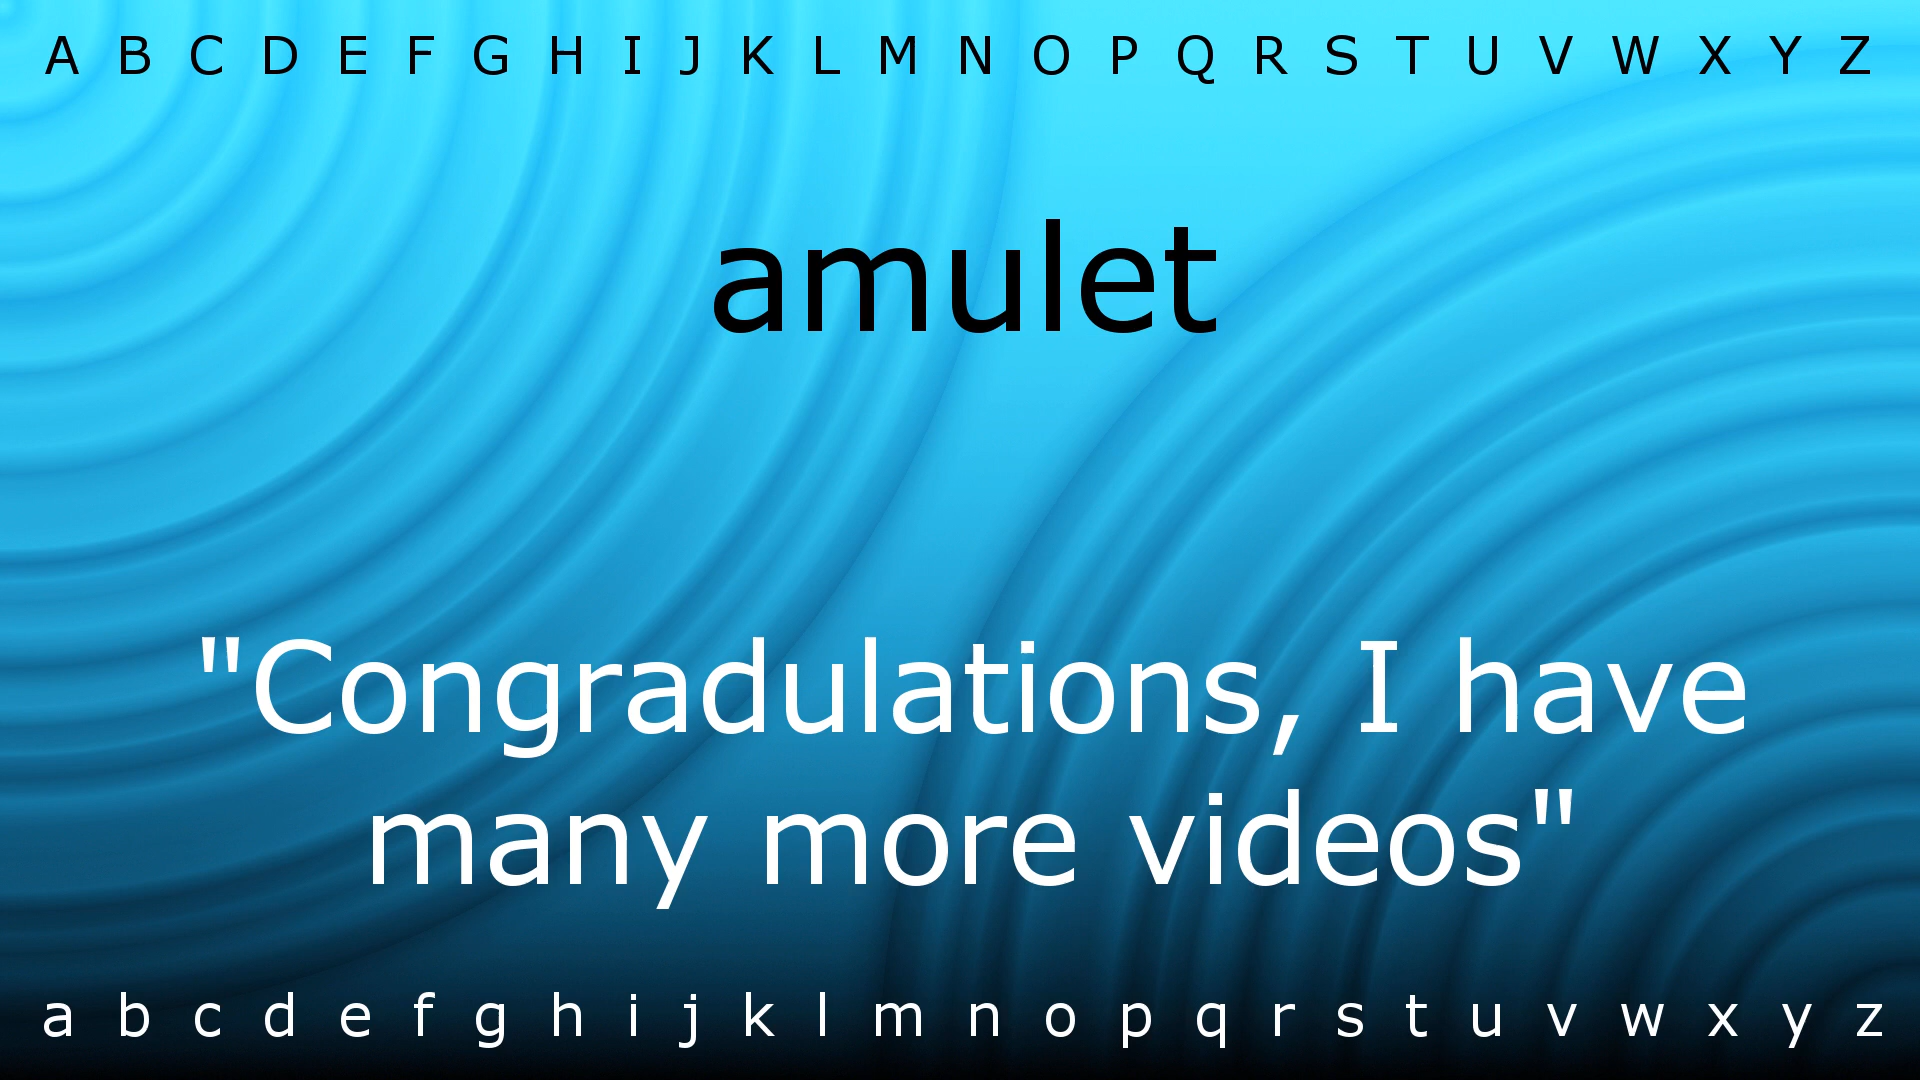 A B C D E F G H I J K L M N O P Q R S T U V W X Y Z
amulet
"Congradulations, I have
many more videos"
a b c d e f g h i j k l m n o p q r s t u v w x y z